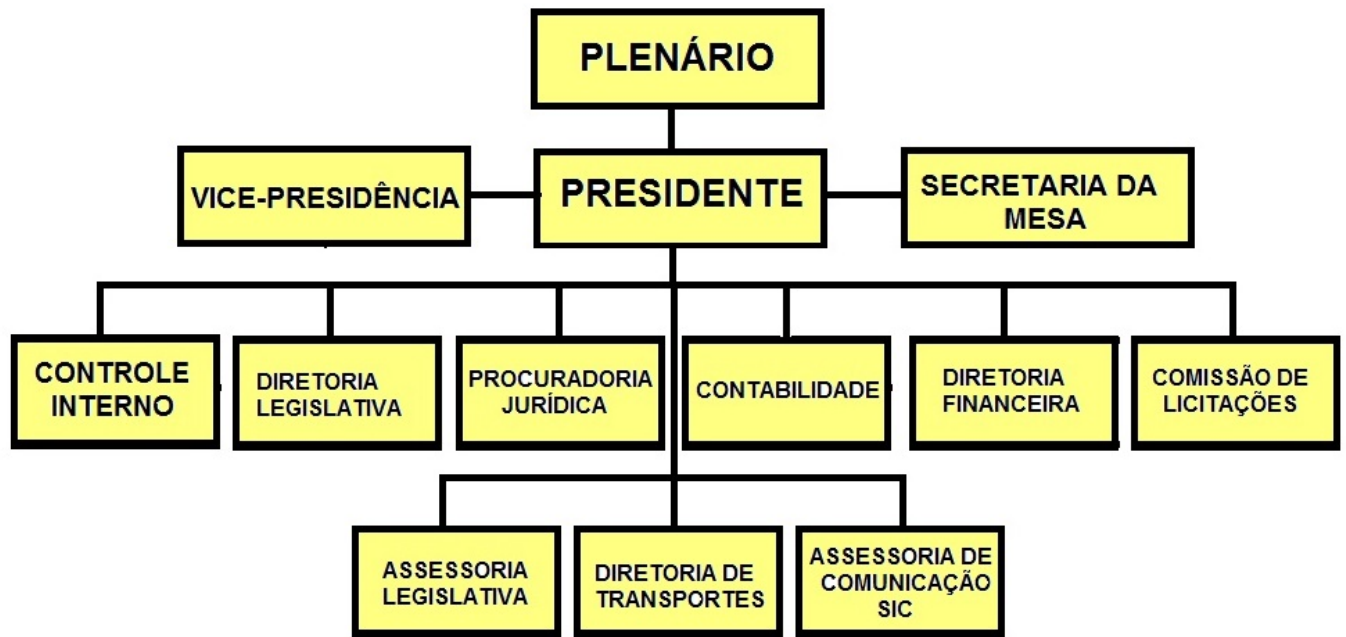 PLENÁRIO
VICE-PRESIDÊNCIA
PRESIDENTE
SECRETARIA DA
MESA
CONTROLE
INTERNO
DIRETORIA
LEGISLATIVA
PROCURADORIA
JURÍDICA
CONTABILIDADE
DIRETORIA
FINANCEIRA
COMISSÃO DE
LICITAÇÕES
ASSESSORIA
LEGISLATIVA
DIRETORIA DE
TRANSPORTES
ASSESSORIA DE
COMUNICAÇÃO
SIC